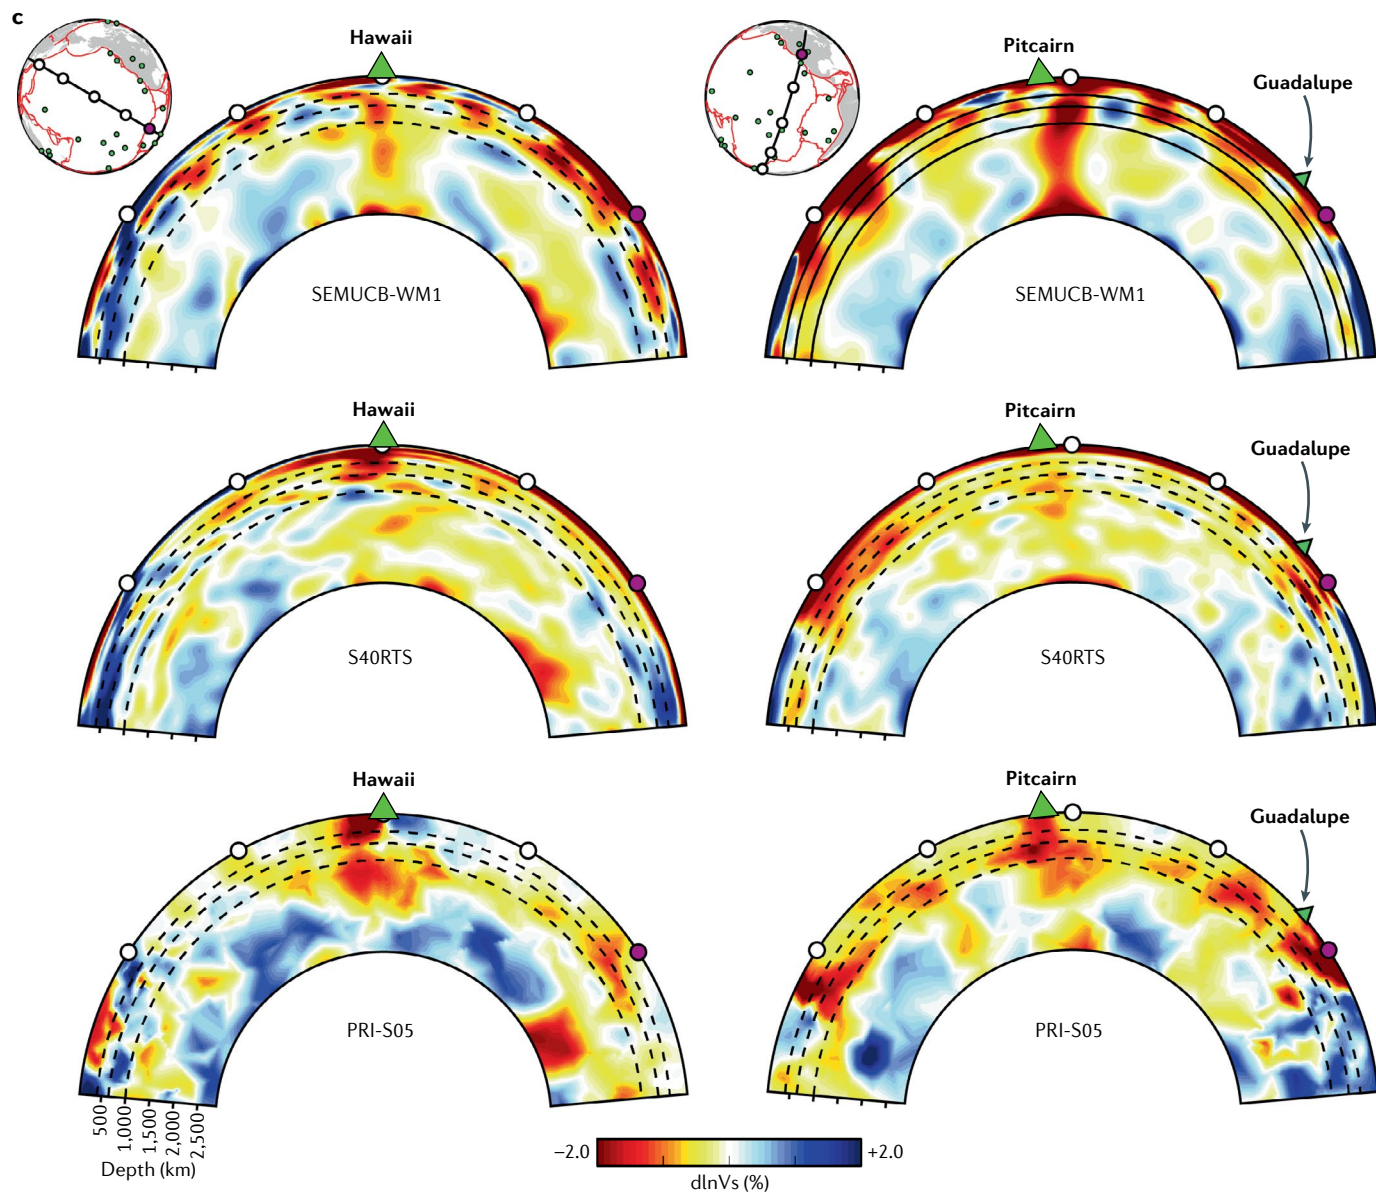 c
Hawaii
Pitcairn
Guadalupe
SEMUCB-WM1
SEMUCB-WM1
Hawaii
Pitcairn
Guadalupe
S40RTS
S40RTS
Hawaii
Pitcairn
Guadalupe
PRI-S05
PRI-S05
500
1,000
1,500
2,000
2,500
Depth (km)
–2.0
+2.0
dlnVs (%)